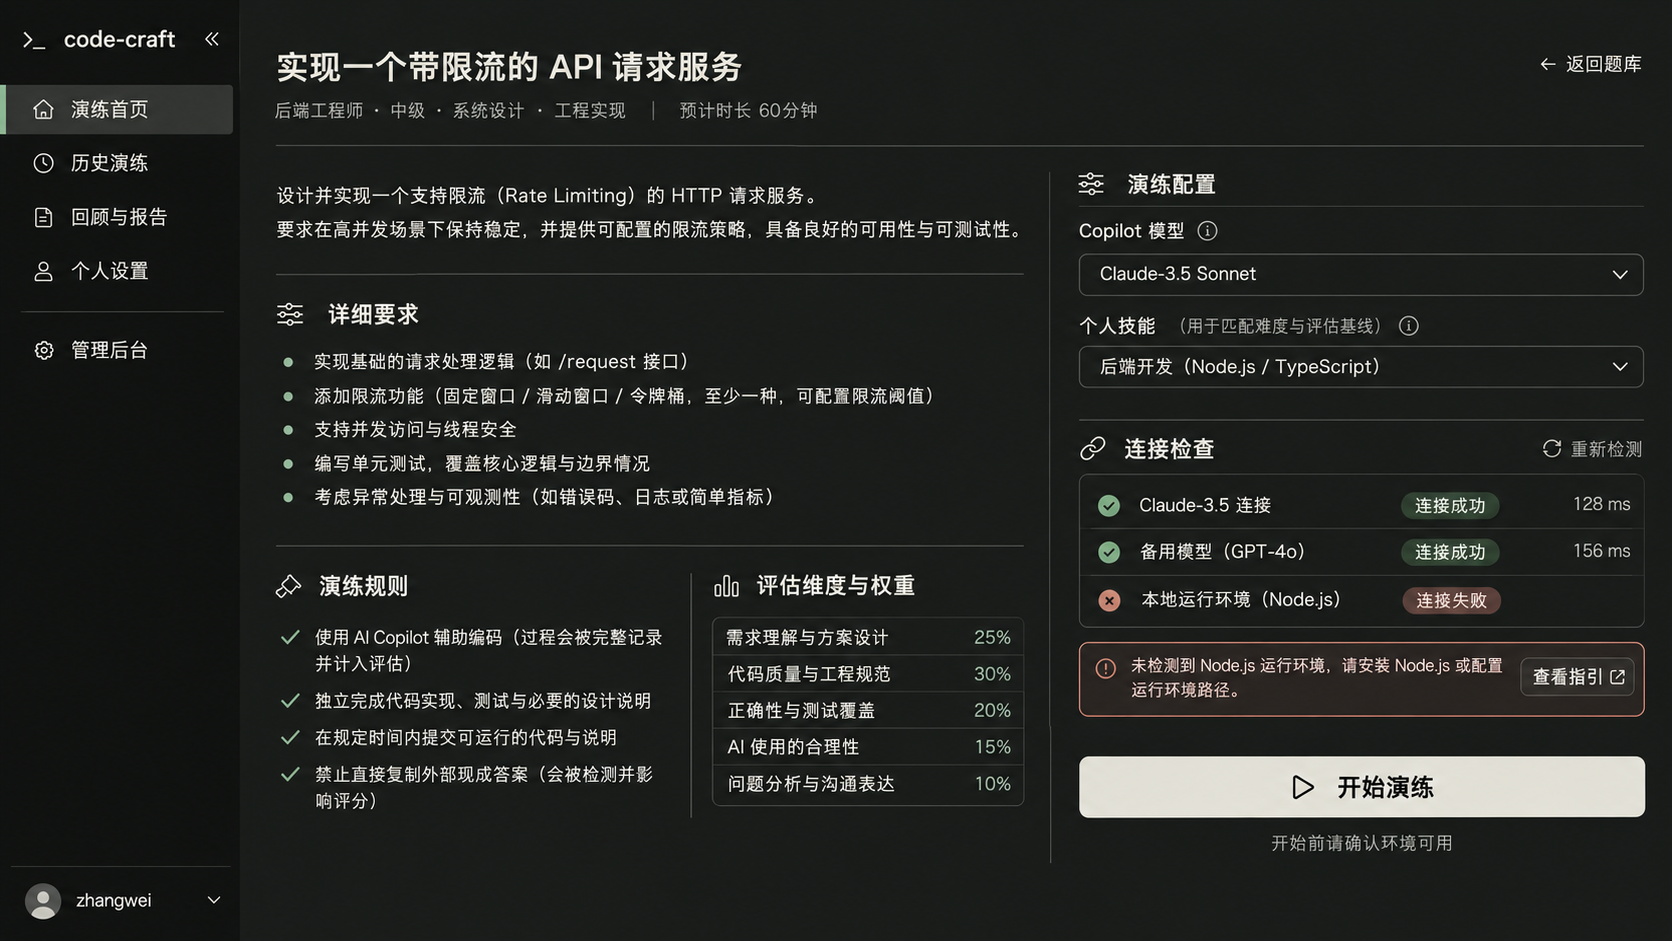 code-craft
演练首页
历史演练
回顾与报告
个人设置
管理后台
zhangwei
实现一个带限流的 API 请求服务
后端工程师 · 中级 · 系统设计 · 工程实现 | 预计时长 60分钟
← 返回题库
设计并实现一个支持限流（Rate Limiting）的 HTTP 请求服务。
要求在高并发场景下保持稳定，并提供可配置的限流策略，具备良好的可用性与可测试性。
详细要求
实现基础的请求处理逻辑（如 /request 接口）
添加限流功能（固定窗口 / 滑动窗口 / 令牌桶，至少一种，可配置限流阀值）
支持并发访问与线程安全
编写单元测试，覆盖核心逻辑与边界情况
考虑异常处理与可观测性（如错误码、日志或简单指标）
演练规则
使用 AI Copilot 辅助编码（过程会被完整记录
并计入评估）
独立完成代码实现、测试与必要的设计说明
在规定时间内提交可运行的代码与说明
禁止直接复制外部现成答案（会被检测并影
响评分）
评估维度与权重
需求理解与方案设计 25%
代码质量与工程规范 30%
正确性与测试覆盖 20%
AI 使用的合理性 15%
问题分析与沟通表达 10%
演练配置
Copilot 模型
Claude-3.5 Sonnet
个人技能 （用于匹配难度与评估基线）
后端开发（Node.js / TypeScript）
连接检查
重新检测
Claude-3.5 连接 连接成功 128 ms
备用模型（GPT-4o） 连接成功 156 ms
本地运行环境（Node.js） 连接失败
未检测到 Node.js 运行环境，请安装 Node.js 或配置
运行环境路径。
查看指引
开始演练
开始前请确认环境可用